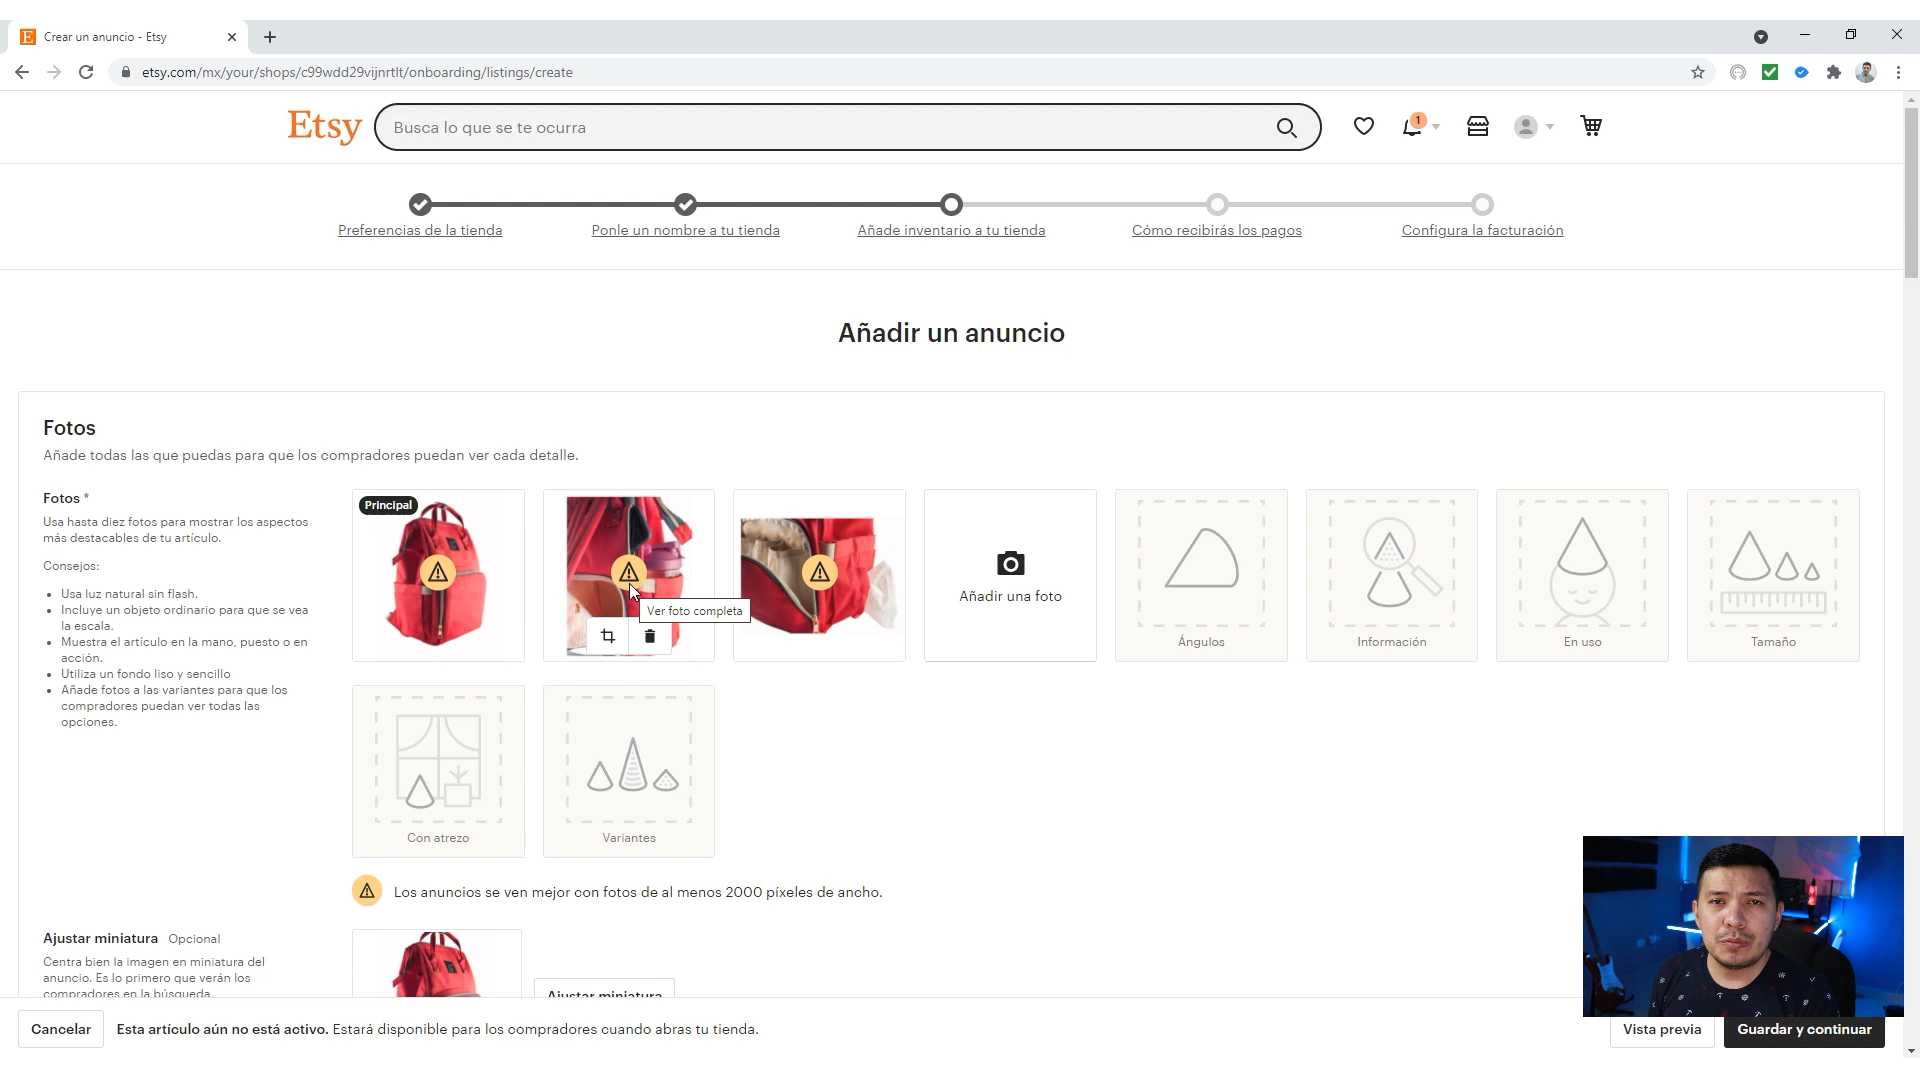 Crear un anuncio - Etsy
etsy.com/mx/your/shops/c99wdd29vijnrtlt/onboarding/listings/create
Etsy
Busca lo que se te ocurra
1
Preferencias de la tienda
Ponle un nombre a tu tienda
Añade inventario a tu tienda
Cómo recibirás los pagos
Configura la facturación
Añadir un anuncio
Fotos
Añade todas las que puedas para que los compradores puedan ver cada detalle.
Fotos *
Usa hasta diez fotos para mostrar los aspectos
más destacables de tu artículo.
Consejos:
Usa luz natural sin flash.
Incluye un objeto ordinario para que se vea
la escala.
Muestra el artículo en la mano, puesto o en
acción.
Utiliza un fondo liso y sencillo
Añade fotos a las variantes para que los
compradores puedan ver todas las
opciones.
Principal
Ver foto completa
Añadir una foto
Ángulos
Información
En uso
Tamaño
Con atrezo
Variantes
Los anuncios se ven mejor con fotos de al menos 2000 píxeles de ancho.
Ajustar miniatura Opcional
Centra bien la imagen en miniatura del
anuncio. Es lo primero que verán los
compradores en la búsqueda.
Ajustar miniatura
Cancelar
Esta artículo aún no está activo. Estará disponible para los compradores cuando abras tu tienda.
Vista previa
Guardar y continuar